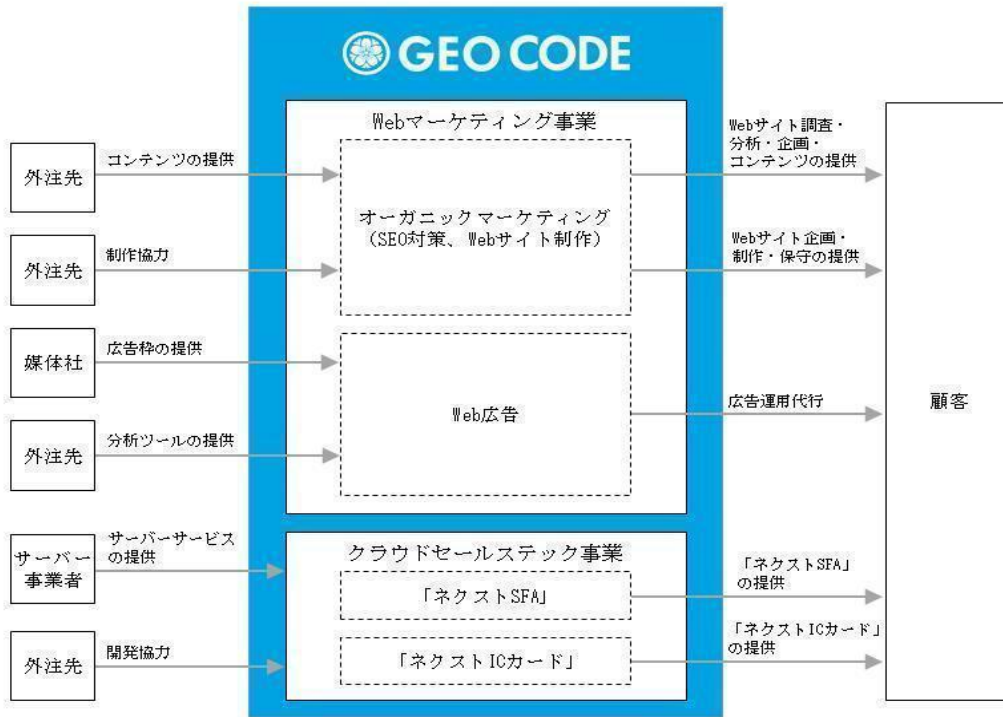 GEO CODE
Webマーケティング事業
外注先
コンテンツの提供
オーガニックマーケティング
(SEO対策、Webサイト制作)
Webサイト調査・
分析・企画・
コンテンツの提供
外注先
制作協力
Webサイト企画・
制作・保守の提供
媒体社
広告枠の提供
Web広告
広告運用代行
顧客
外注先
分析ツールの提供
サーバー
事業者
サーバーサービス
の提供
クラウドセールステック事業
「ネクストSFA」
「ネクストSFA」
の提供
外注先
開発協力
「ネクストICカード」
「ネクストICカード」
の提供